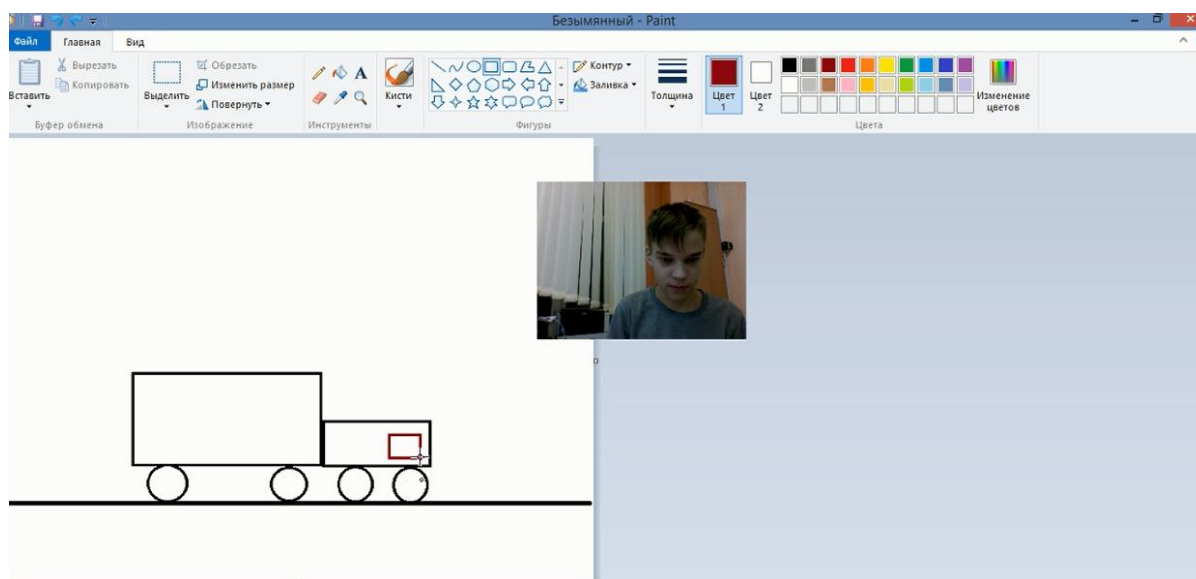 Безымянный - Paint
Файл Главная Вид
Вырезать
Копировать
Вставить
Буфер обмена
Выделить
Обрезать
Изменить размер
Повернуть
Изображение
A
Инструменты
Кисти
Фигуры
Контур
Заливка
Толщина
Цвет
1
Цвет
2
Изменение
цветов
Цвета